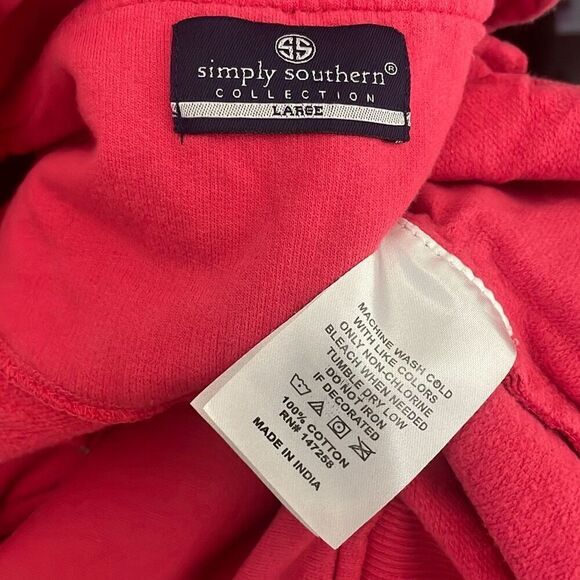 SS
simply southern®
COLLECTION
LARGE
MACHINE WASH COLD
WITH LIKE COLORS
ONLY NON-CHLORINE
BLEACH WHEN NEEDED
TUMBLE DRY LOW
DO NOT IRON
IF DECORATED
100% COTTON
RN# 147258
MADE IN INDIA